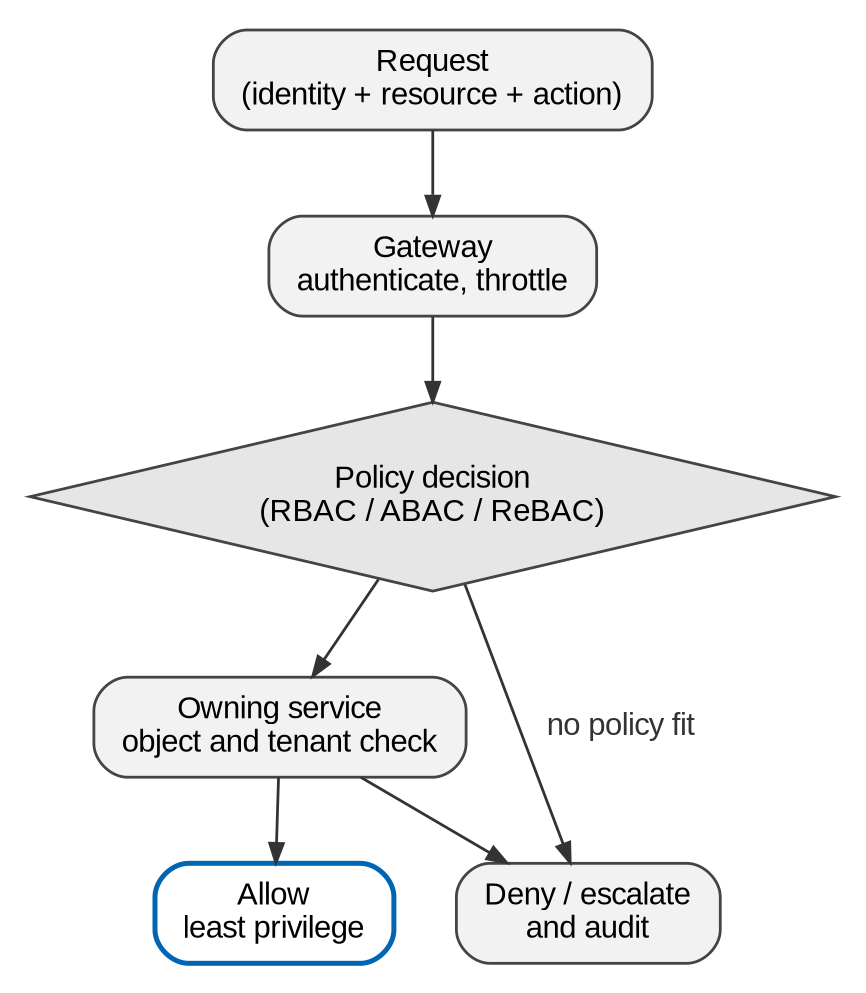 Request
(identity + resource + action)
Gateway
authenticate, throttle
Policy decision
(RBAC / ABAC / ReBAC)
Owning service
object and tenant check
no policy fit
Allow
least privilege
Deny / escalate
and audit